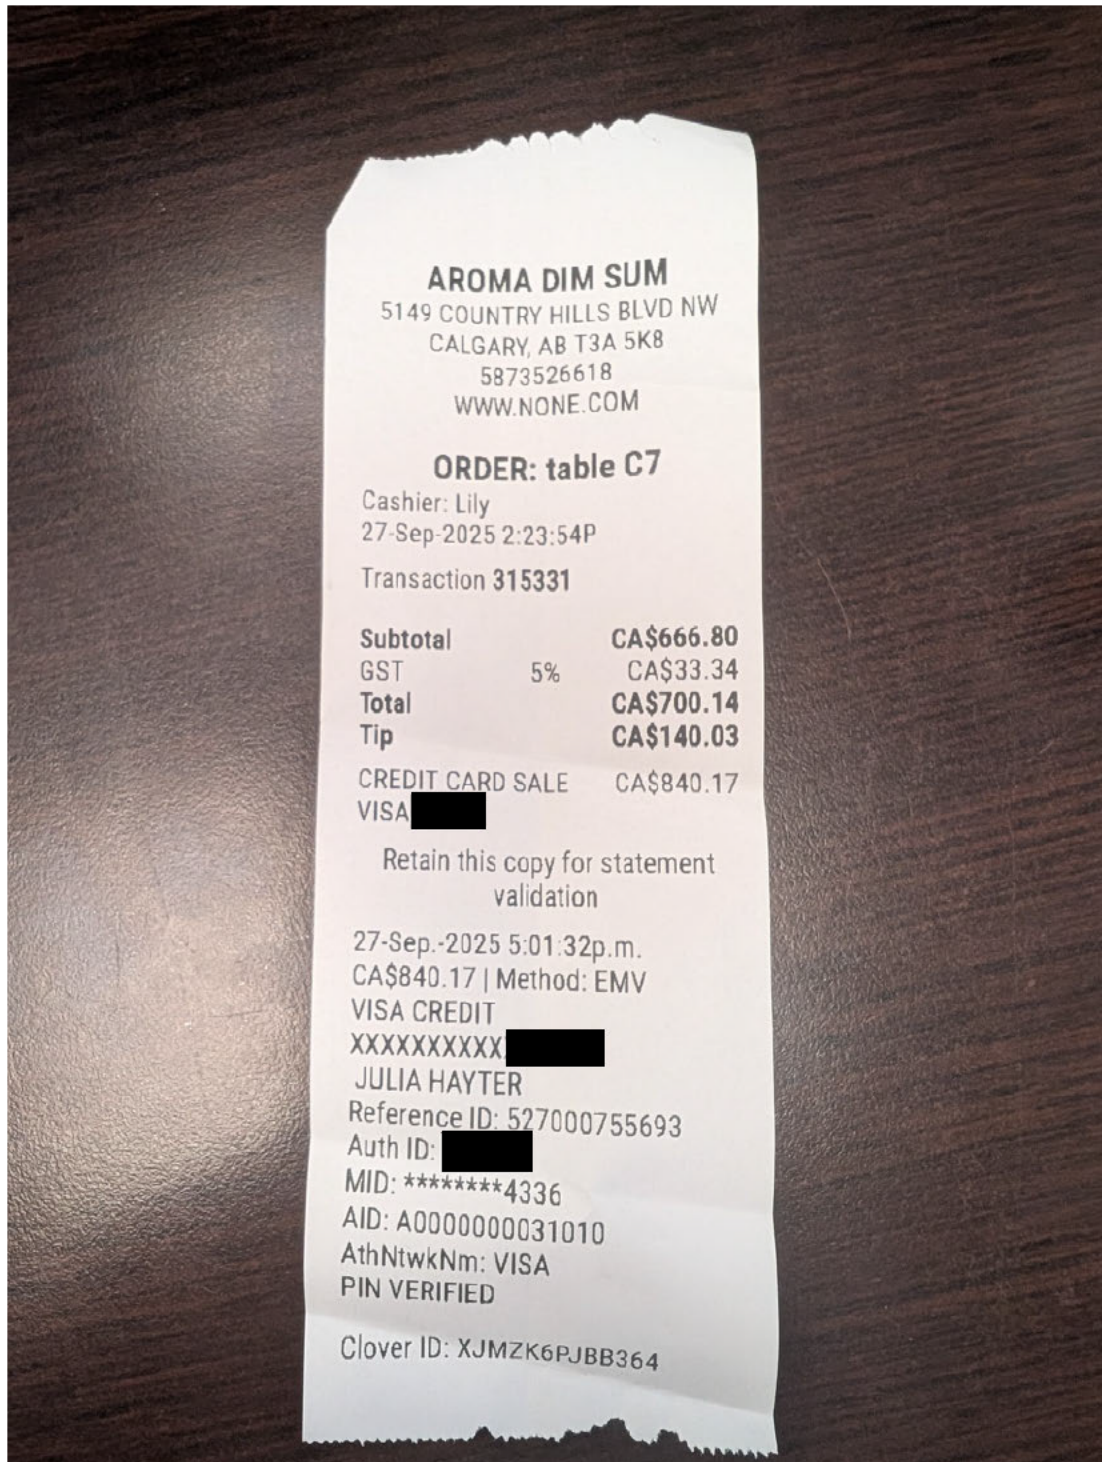 AROMA DIM SUM
5149 COUNTRY HILLS BLVD NW
CALGARY, AB T3A 5K8
5873526618
WWW.NONE.COM
ORDER: table C7
Cashier: Lily
27-Sep-2025 2:23:54P
Transaction 315331
Subtotal CA$666.80
GST 5% CA$33.34
Total CA$700.14
Tip CA$140.03
CREDIT CARD SALE CA$840.17
VISA
Retain this copy for statement
validation
27-Sep.-2025 5:01:32p.m.
CA$840.17 | Method: EMV
VISA CREDIT
XXXXXXXXXX
JULIA HAYTER
Reference ID: 527000755693
Auth ID:
MID: ********4336
AID: A0000000031010
AthNtwkNm: VISA
PIN VERIFIED
Clover ID: XJMZK6PJBB364